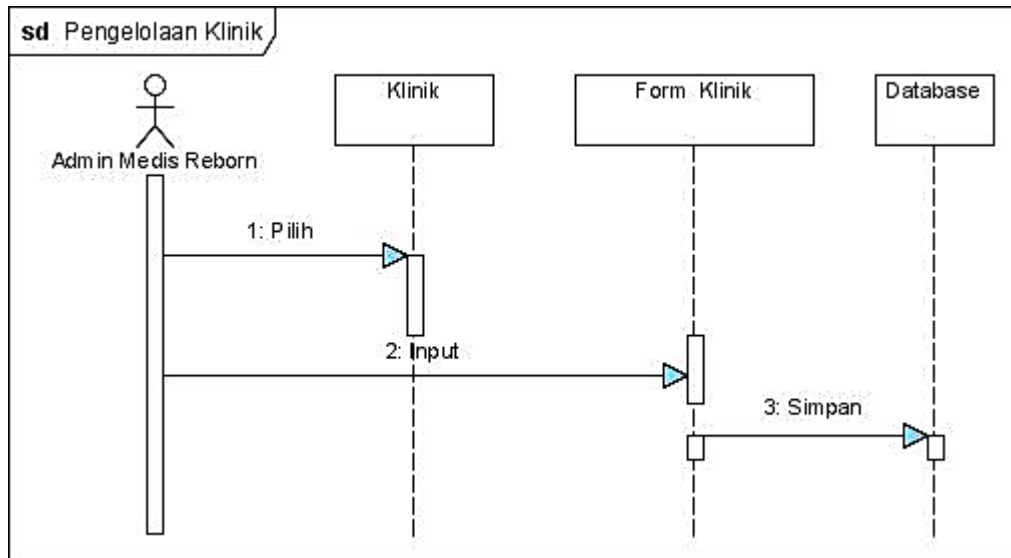 sd Pengelolaan Klinik
Klinik
Form Klinik
Database
Admin Medis Reborn
1: Pilih
2: Input
3: Simpan